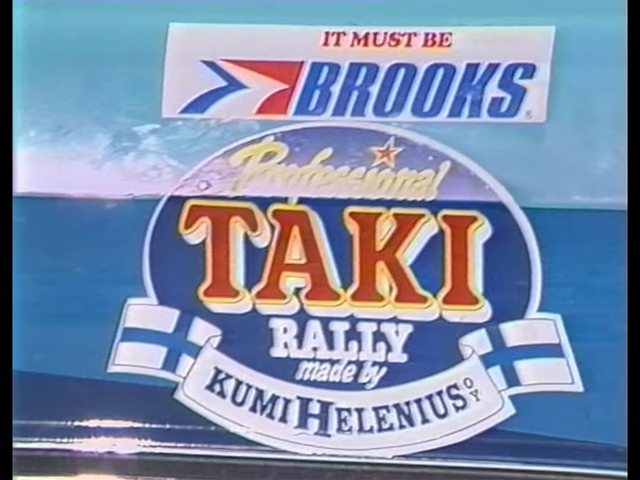 IT MUST BE
BROOKS
Professional
TAKI
RALLY
made by
KUMI HELENIUS OY